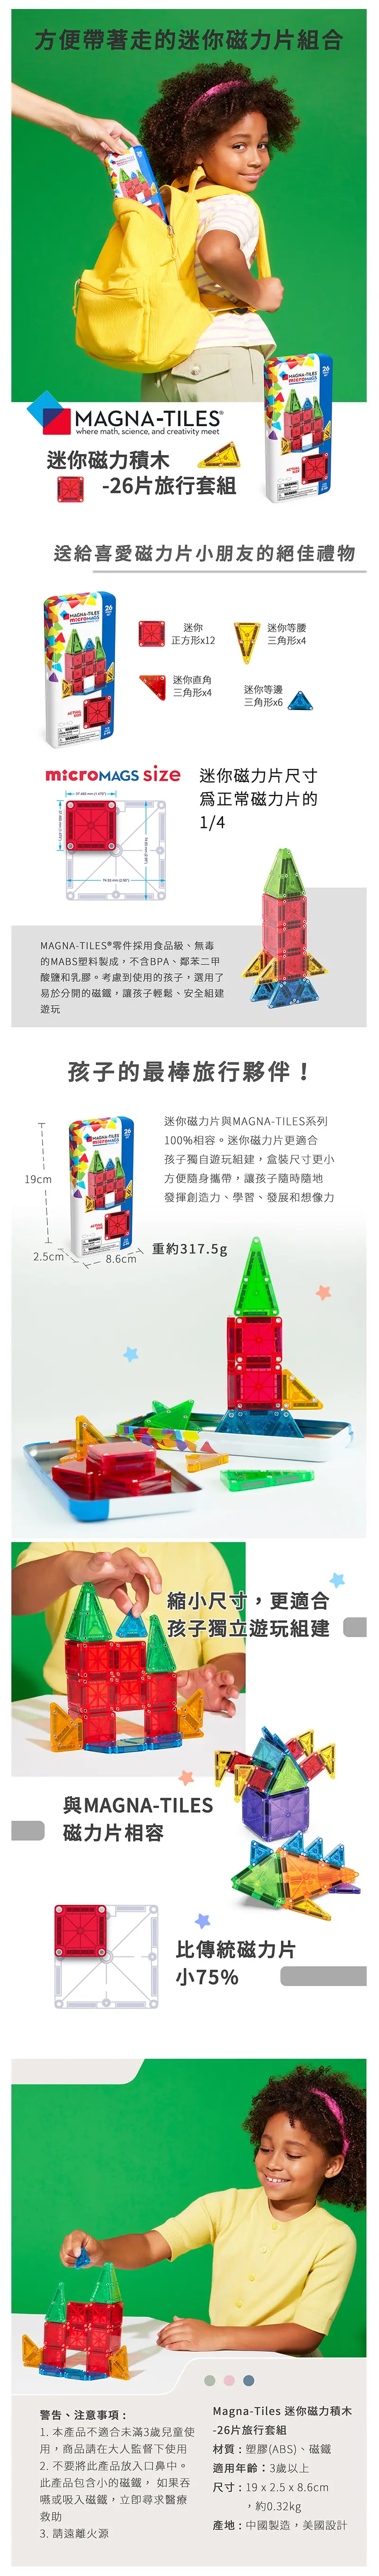 方便帶著走的迷你磁力片組合
MAGNA-TILES®
where math, science, and creativity meet
迷你磁力積木
-26片旅行套組
MAGNA-TILES
microMAGS
26
送給喜愛磁力片小朋友的絕佳禮物
MAGNA-TILES
microMAGS
26
ACTUAL SIZE
迷你
正方形x12
迷你等腰
三角形x4
迷你直角
三角形x4
迷你等邊
三角形x6
microMAGS size
迷你磁力片尺寸
爲正常磁力片的
1/4
MAGNA-TILES®零件採用食品級、無毒
的MABS塑料製成，不含BPA、鄰苯二甲
酸鹽和乳膠。考慮到使用的孩子，選用了
易於分開的磁鐵，讓孩子輕鬆、安全組建
遊玩
孩子的最棒旅行夥伴！
迷你磁力片與MAGNA-TILES系列
100%相容。迷你磁力片更適合
孩子獨自遊玩組建，盒裝尺寸更小
方便隨身攜帶，讓孩子隨時隨地
發揮創造力、學習、發展和想像力
MAGNA-TILES
microMAGS
26
19cm
2.5cm
8.6cm
重約317.5g
縮小尺寸，更適合
孩子獨立遊玩組建
與MAGNA-TILES
磁力片相容
比傳統磁力片
小75%
警告、注意事項：
1. 本產品不適合未滿3歲兒童使
用，商品請在大人監督下使用
2. 不要將此產品放入口鼻中。
此產品包含小的磁鐵， 如果吞
嚥或吸入磁鐵，立卽尋求醫療
救助
3. 請遠離火源
Magna-Tiles 迷你磁力積木
-26片旅行套組
材質：塑膠(ABS)、磁鐵
適用年齡：3歲以上
尺寸：19 x 2.5 x 8.6cm
，約0.32kg
產地：中國製造，美國設計